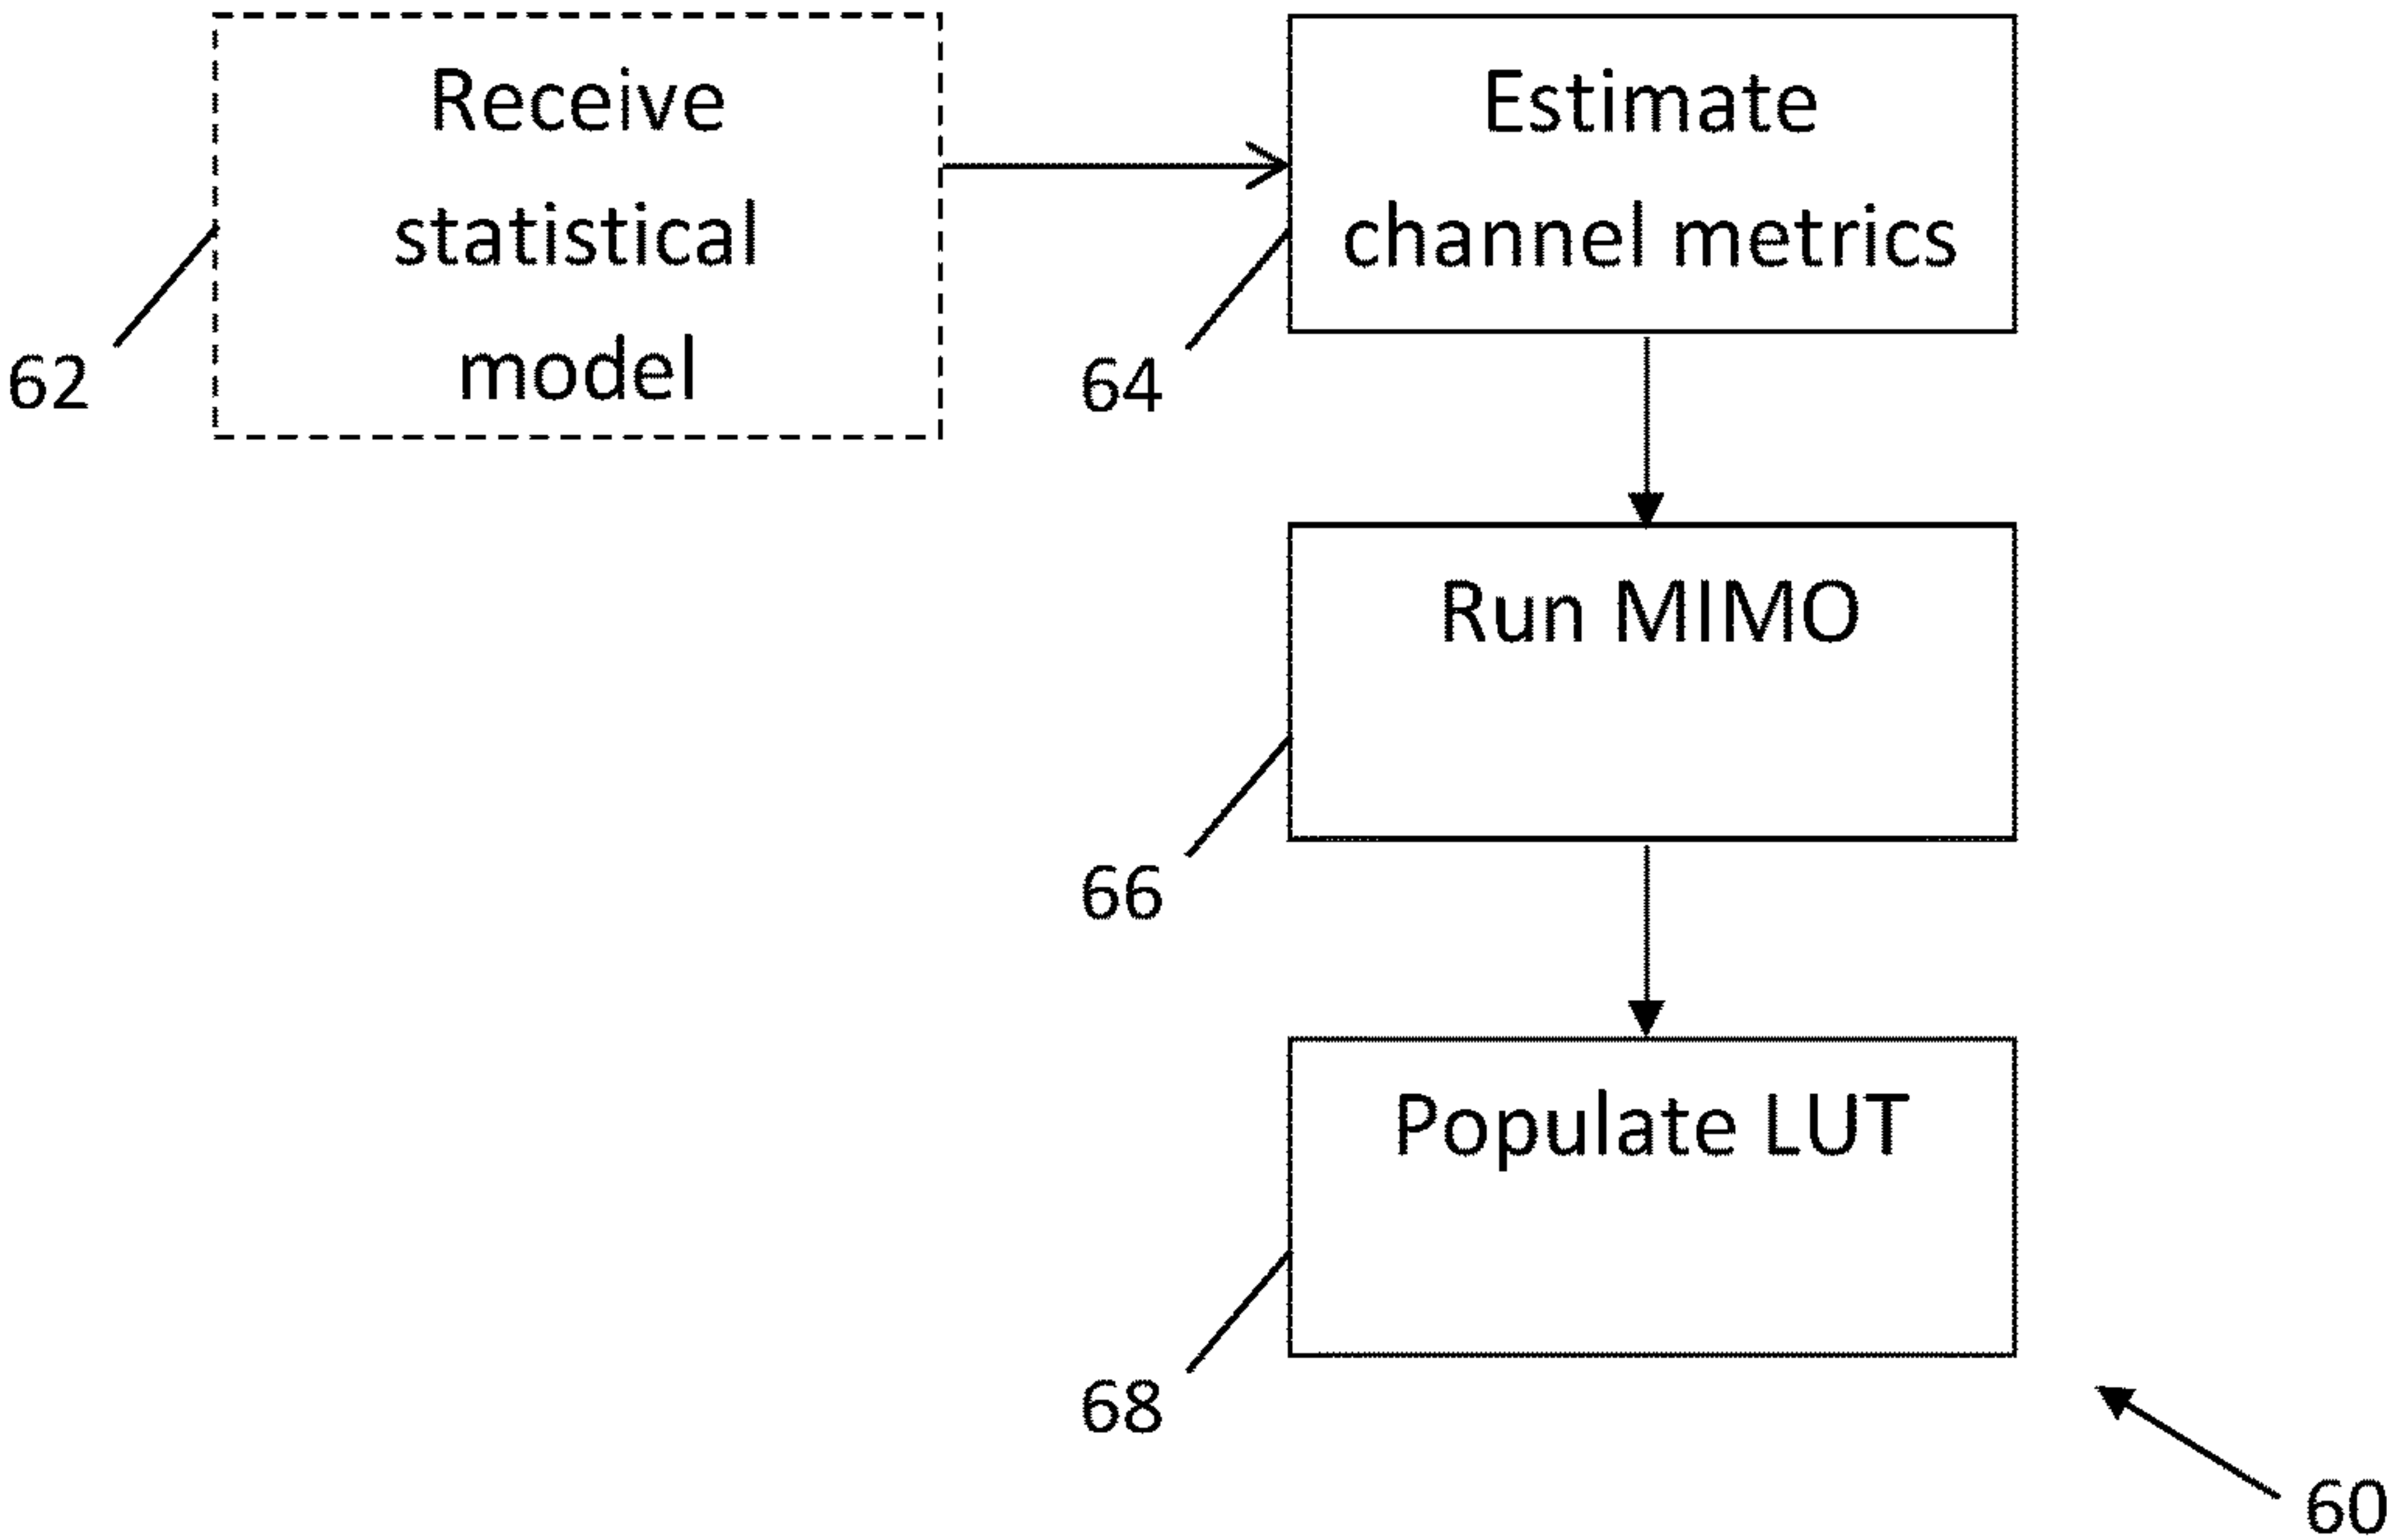 Receive
statistical
model
62
Estimate
channel metrics
64
Run MIMO
66
Populate LUT
68
60